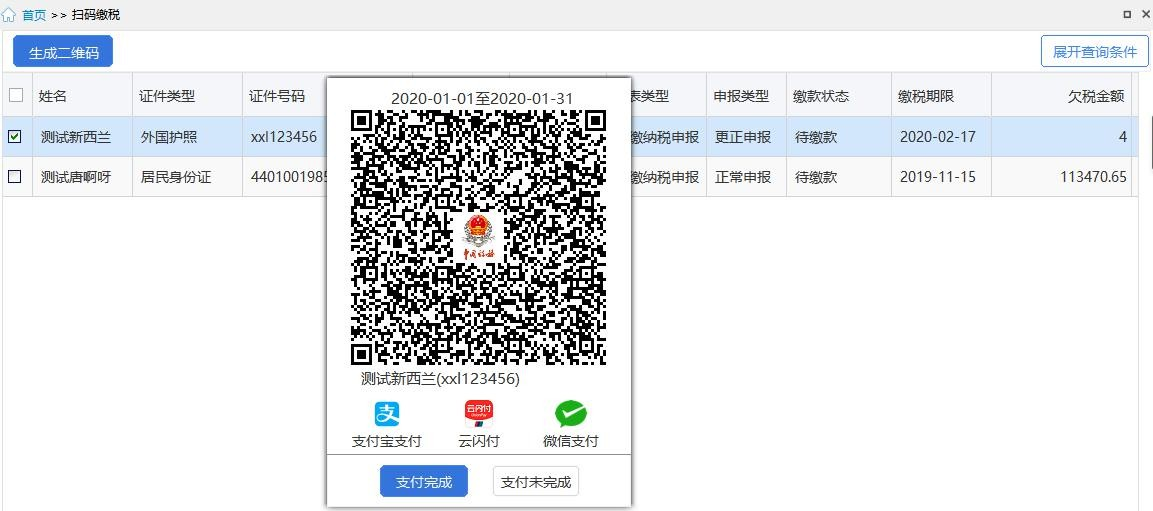 首页 >> 扫码缴税
生成二维码
展开查询条件
姓名 证件类型 证件号码 表类型 申报类型 缴款状态 缴税期限 欠税金额
测试新西兰 外国护照 xxl123456 缴纳税申报 更正申报 待缴款 2020-02-17 4
测试唐啊呀 居民身份证 4401001985 缴纳税申报 正常申报 待缴款 2019-11-15 113470.65
2020-01-01至2020-01-31
中国税务
测试新西兰(xxl123456)
云闪付
支付宝支付 云闪付 微信支付
支付完成 支付未完成